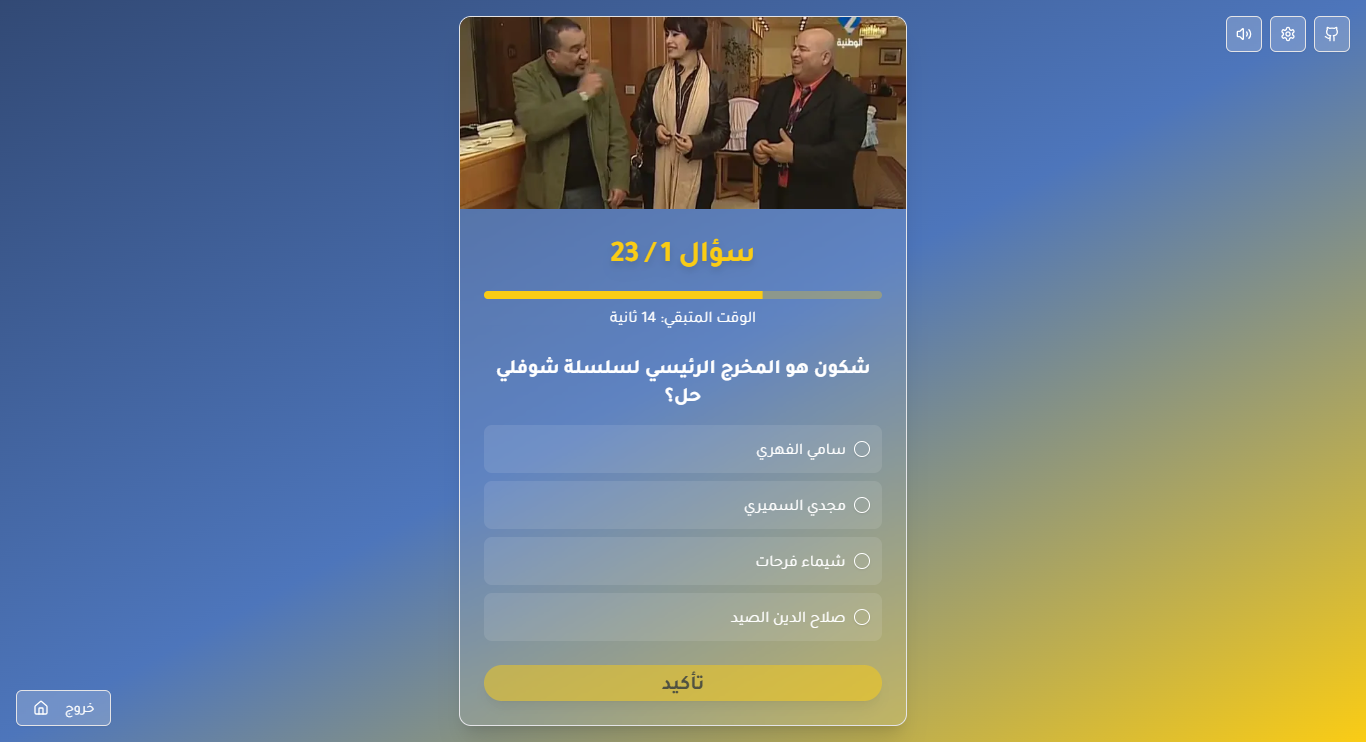 الوطنية
سؤال 1 / 23
الوقت المتبقي: 14 ثانية
شكون هو المخرج الرئيسي لسلسلة شوفلي
حل؟
سامي الفهري
مجدي السميري
شيماء فرحات
صلاح الدين الصيد
تأكيد
خروج